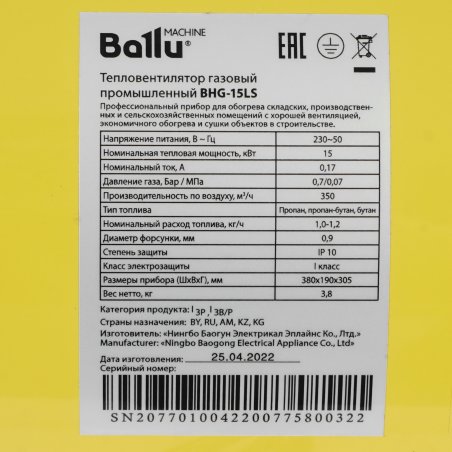 MACHINE
Ballu®
EAC
Тепловентилятор газовый
промышленный BHG-15LS
Профессиональный прибор для обогрева складских, производствен-
ных и сельскохозяйственных помещений с хорошей вентиляцией,
экономичного обогрева и сушки объектов в строительстве.
Напряжение питания, В ~ Гц 230~50
Номинальная тепловая мощность, кВт 15
Номинальный ток, А 0,17
Давление газа, Бар / МПа 0,7/0,07
Производительность по воздуху, м³/ч 350
Тип топлива Пропан, пропан-бутан, бутан
Номинальный расход топлива, кг/ч 1,0-1,2
Диаметр форсунки, мм 0,9
Степень защиты IP 10
Класс электрозащиты I класс
Размеры прибора (ШхВхГ), мм 380х190х305
Вес нетто, кг 3,8
Категория продукта: I 3P , I 3B/P
Страны назначения: BY, RU, AM, KZ, KG
Изготовитель: «Нингбо Баогун Электрикал Эплайнс Ко., Лтд.»
Manufacturer: «Ningbo Baogong Electrical Appliance Co., Ltd»
Дата изготовления: 25.04.2022
Серийный номер:
SN20770100422007758​00322